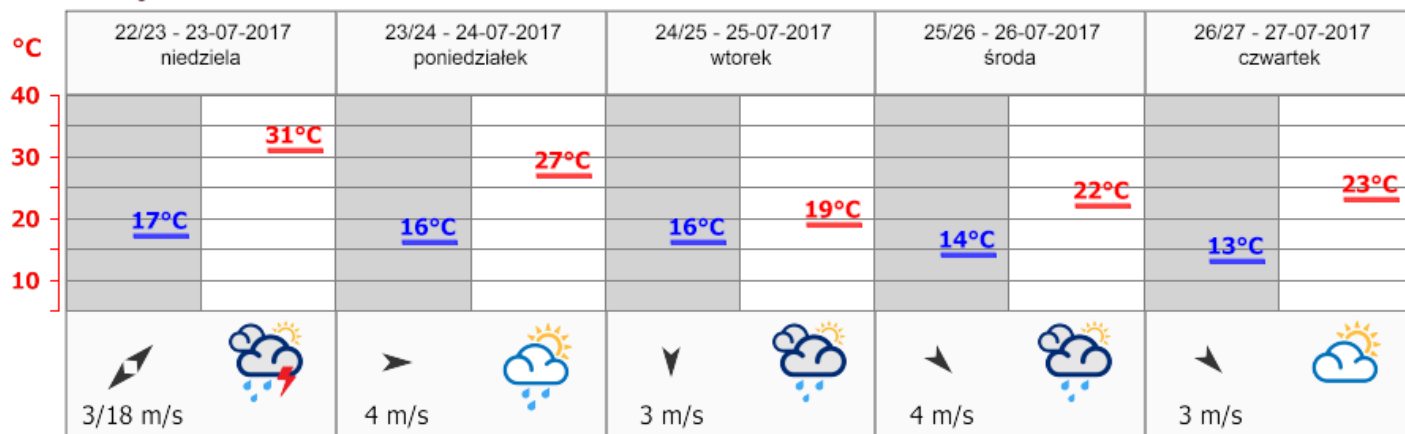 22/23 - 23-07-2017
niedziela
23/24 - 24-07-2017
poniedziałek
24/25 - 25-07-2017
wtorek
25/26 - 26-07-2017
środa
26/27 - 27-07-2017
czwartek
°C
40
30
20
10
17°C
31°C
16°C
27°C
16°C
19°C
14°C
22°C
13°C
23°C
3/18 m/s
4 m/s
3 m/s
4 m/s
3 m/s